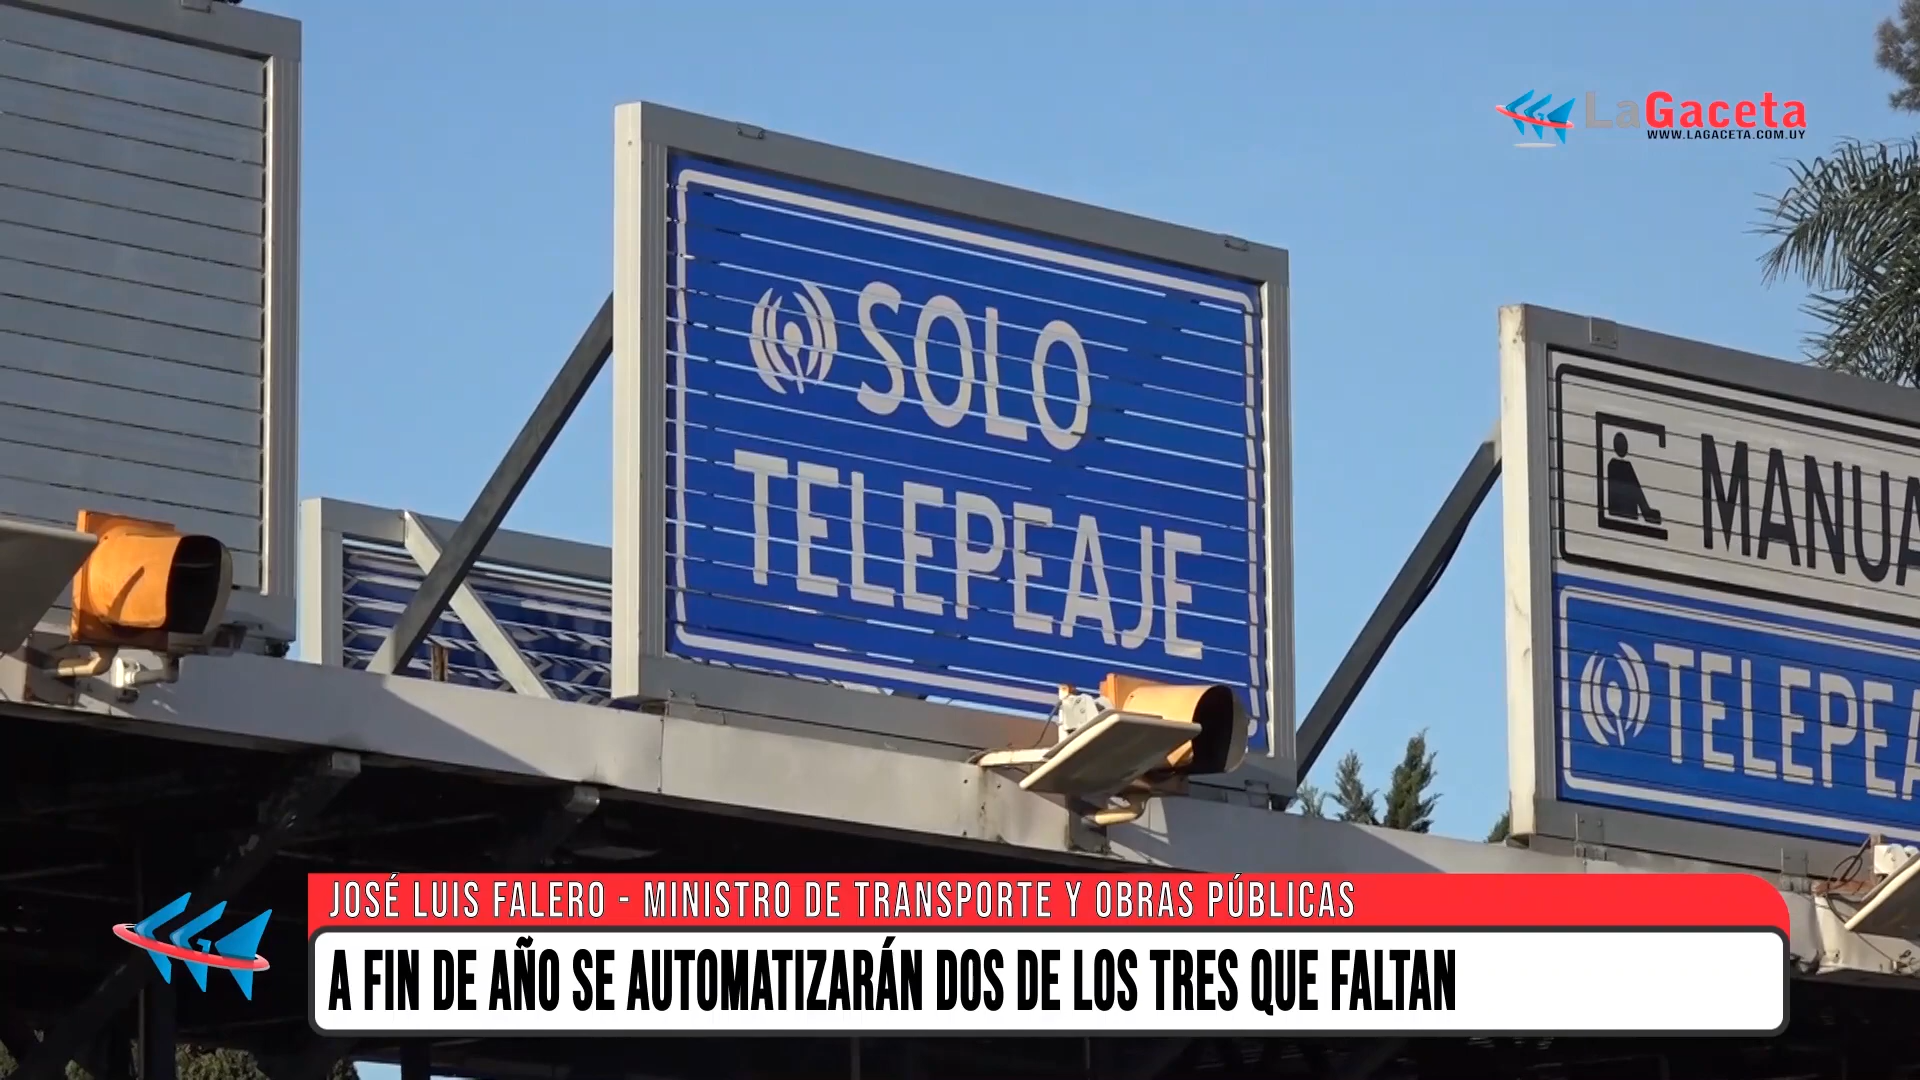 LaGaceta
WWW.LAGACETA.COM.UY
SOLO
TELEPEAJE
MANUA
TELEPEA
JOSÉ LUIS FALERO - MINISTRO DE TRANSPORTE Y OBRAS PÚBLICAS
A FIN DE AÑO SE AUTOMATIZARÁN DOS DE LOS TRES QUE FALTAN